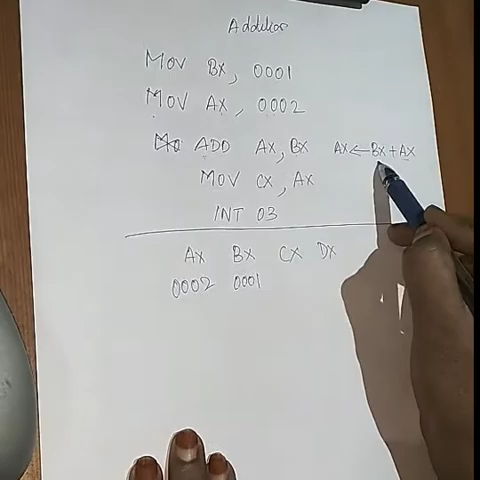 Addition
MOV BX, 0001
MOV AX, 0002
ADD AX, BX AX ← BX + AX
MOV CX, AX
INT 03
AX BX CX DX
0002 0001